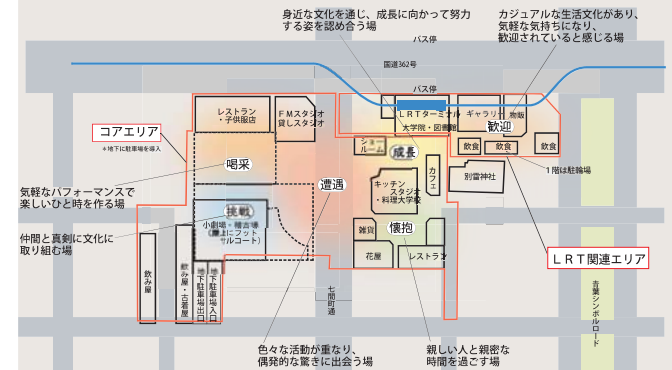 身近な文化を通じ、成長に向かって努力
する姿を認め合う場
カジュアルな生活文化があり、
気軽な気持ちになり、
歓迎されていると感じる場
バス停
国道362号
バス停
レストラン
・子供服店
FMスタジオ
貸しスタジオ
LRTターミナル
大学院・図書館
ギャラリー
物販
歓迎
コアエリア
※地下に駐車場を導入
ショー
ルーム
成長
飲食
飲食
飲食
1階は駐輪場
喝采
遭遇
カフェ
別雷神社
キッチン
スタジオ
・料理大学校
気軽なパフォーマンスで
楽しいひと時を作る場
挑戦
小劇場・稽古場
(屋上にフット
サルコート)
仲間と真剣に文化に
取り組む場
雑貨
懐抱
花屋
レストラン
LRT関連エリア
飲み屋
飲み屋・古着屋
地下駐車場出口
地下駐車場入口
七間町通
青葉シンボルロード
色々な活動が重なり、
偶発的な驚きに出会う場
親しい人と親密な
時間を過ごす場